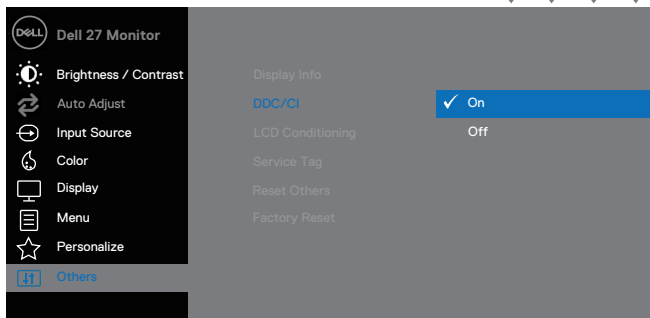 DELL Dell 27 Monitor
Brightness / Contrast Display Info
Auto Adjust DDC/CI ✓ On
Input Source LCD Conditioning Off
Color Service Tag
Display Reset Others
Menu Factory Reset
Personalize
Others